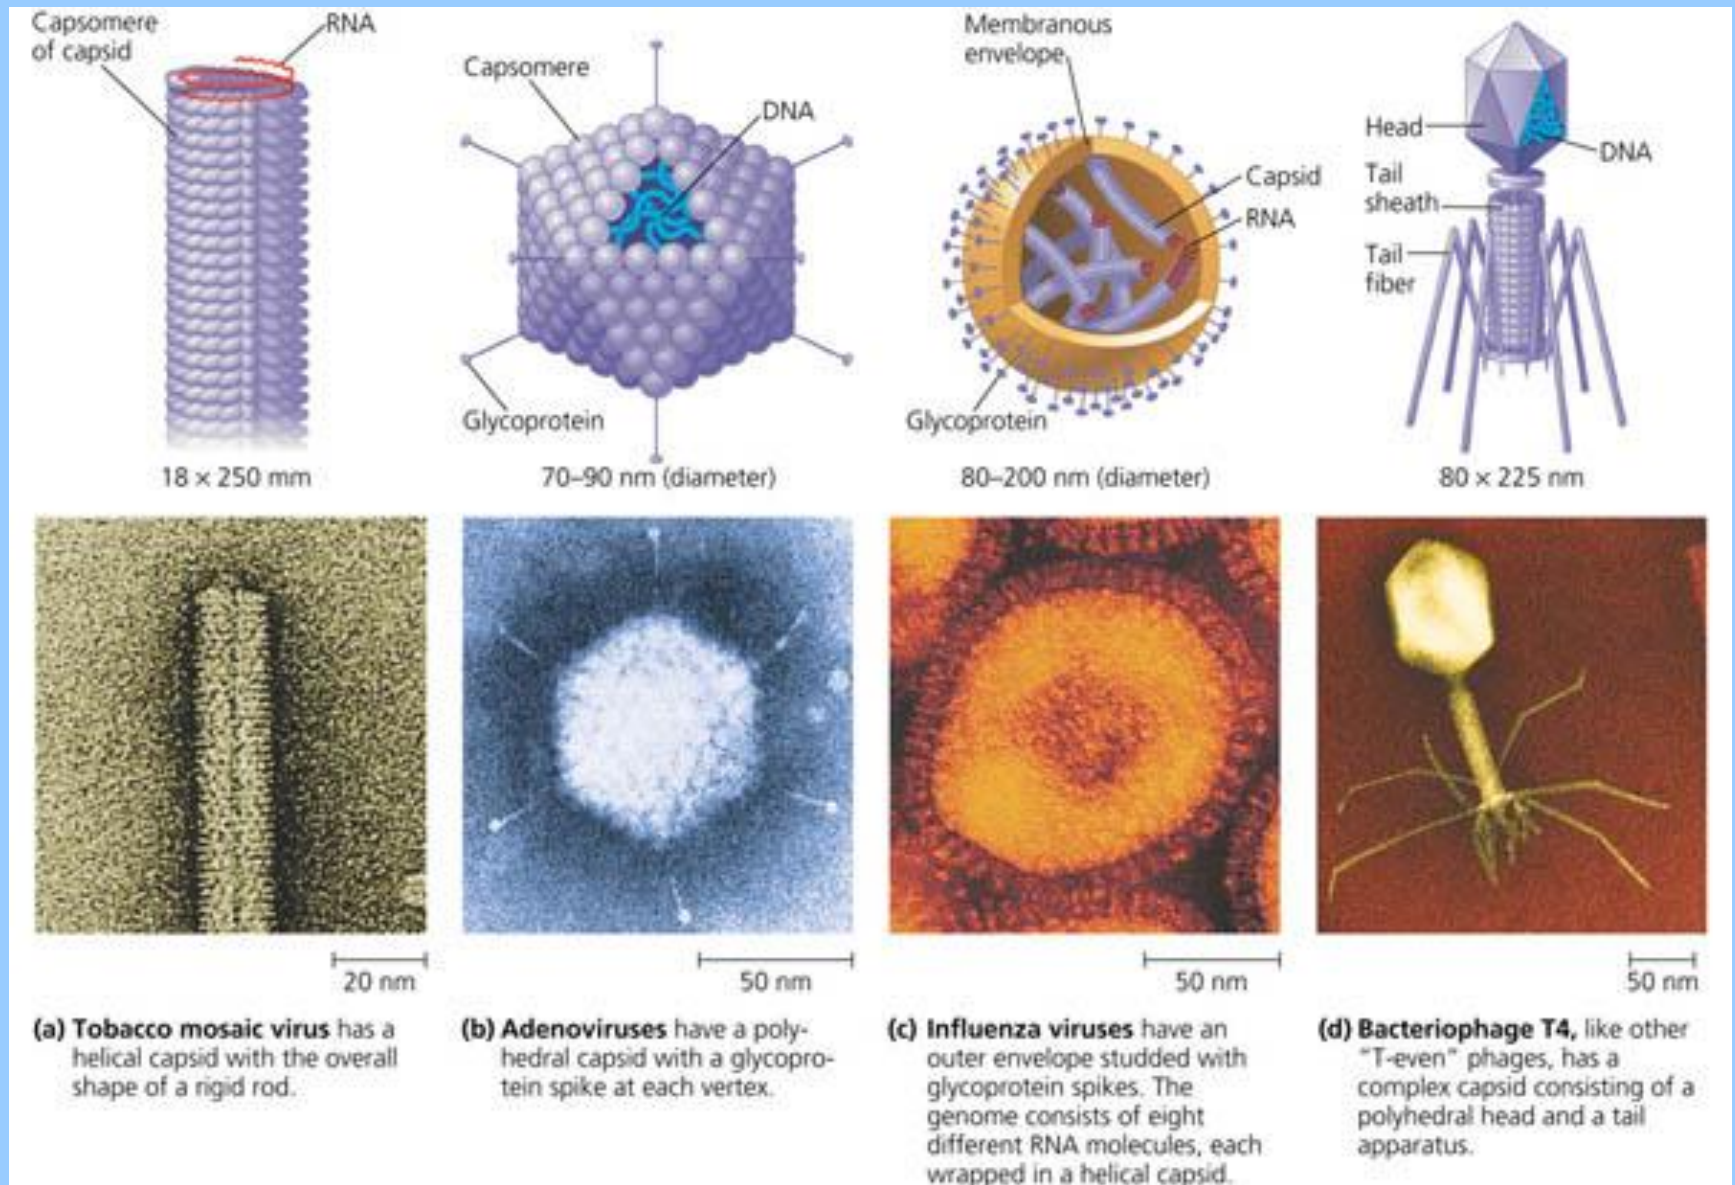 Capsomere
of capsid
RNA
18 × 250 mm
Capsomere
DNA
Glycoprotein
70–90 nm (diameter)
Membranous
envelope
Capsid
RNA
Glycoprotein
80–200 nm (diameter)
Head
DNA
Tail
sheath
Tail
fiber
80 × 225 nm
20 nm
50 nm
50 nm
50 nm
(a) Tobacco mosaic virus has a
helical capsid with the overall
shape of a rigid rod.
(b) Adenoviruses have a poly-
hedral capsid with a glycopro-
tein spike at each vertex.
(c) Influenza viruses have an
outer envelope studded with
glycoprotein spikes. The
genome consists of eight
different RNA molecules, each
wrapped in a helical capsid.
(d) Bacteriophage T4, like other
"T-even" phages, has a
complex capsid consisting of a
polyhedral head and a tail
apparatus.